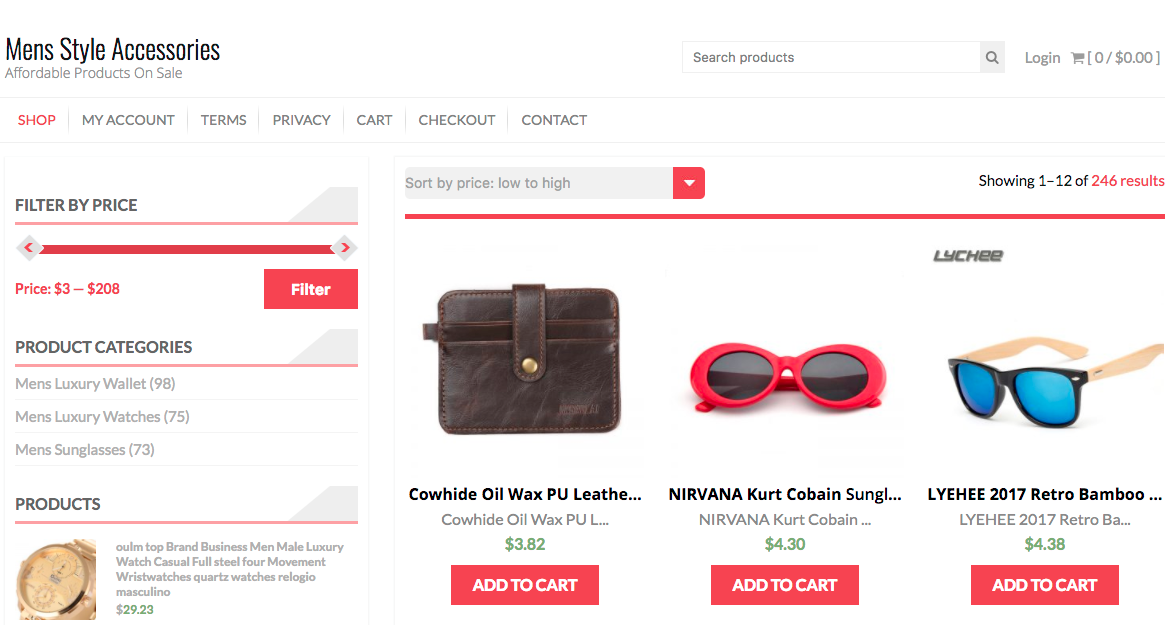 Mens Style Accessories
Affordable Products On Sale
Search products
Login [ 0 / $0.00 ]
SHOP
MY ACCOUNT
TERMS
PRIVACY
CART
CHECKOUT
CONTACT
FILTER BY PRICE
Price: $3 — $208
Filter
PRODUCT CATEGORIES
Mens Luxury Wallet (98)
Mens Luxury Watches (75)
Mens Sunglasses (73)
PRODUCTS
oulm top Brand Business Men Male Luxury
Watch Casual Full steel four Movement
Wristwatches quartz watches relogio
masculino
$29.23
Sort by price: low to high
Showing 1–12 of 246 results
Cowhide Oil Wax PU Leathe...
Cowhide Oil Wax PU L...
$3.82
ADD TO CART
NIRVANA Kurt Cobain Sungl...
NIRVANA Kurt Cobain ...
$4.30
ADD TO CART
LYCHEE
LYEHEE 2017 Retro Bamboo ...
LYEHEE 2017 Retro Ba...
$4.38
ADD TO CART